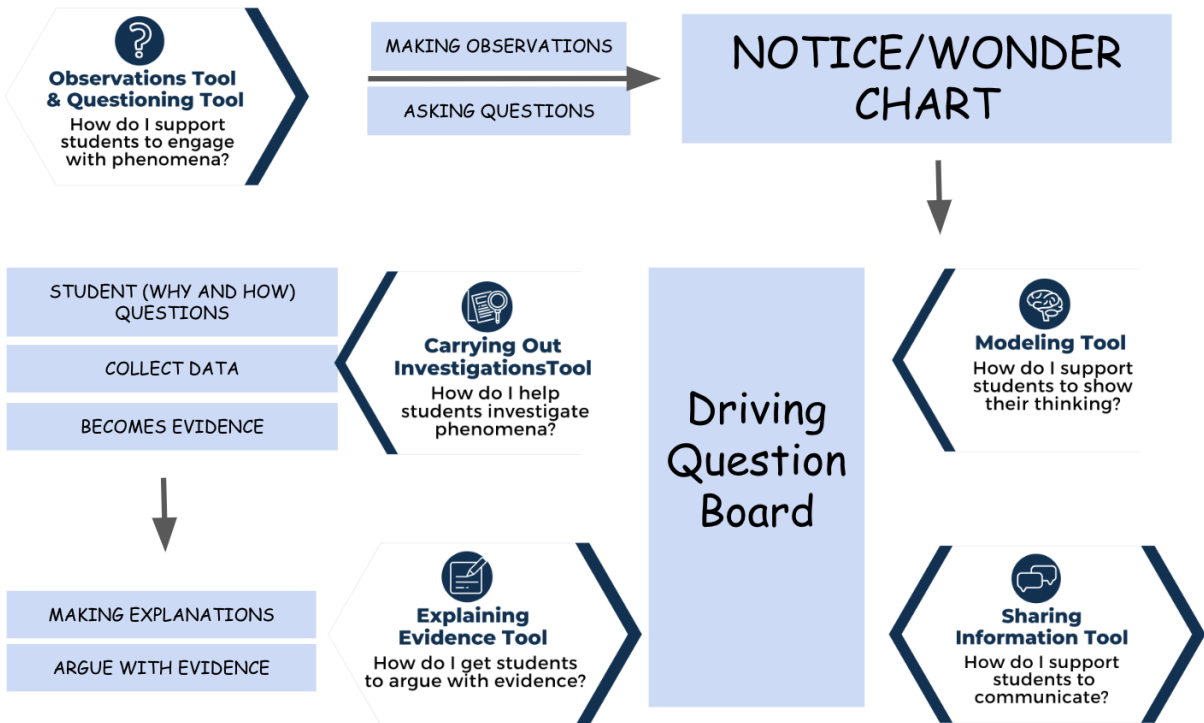 Observations Tool
& Questioning Tool
How do I support
students to engage
with phenomena?
MAKING OBSERVATIONS
ASKING QUESTIONS
NOTICE/WONDER
CHART
STUDENT (WHY AND HOW)
QUESTIONS
COLLECT DATA
BECOMES EVIDENCE
Carrying Out
InvestigationsTool
How do I help
students investigate
phenomena?
Driving
Question
Board
Modeling Tool
How do I support
students to show
their thinking?
MAKING EXPLANATIONS
ARGUE WITH EVIDENCE
Explaining
Evidence Tool
How do I get students
to argue with evidence?
Sharing
Information Tool
How do I support
students to
communicate?